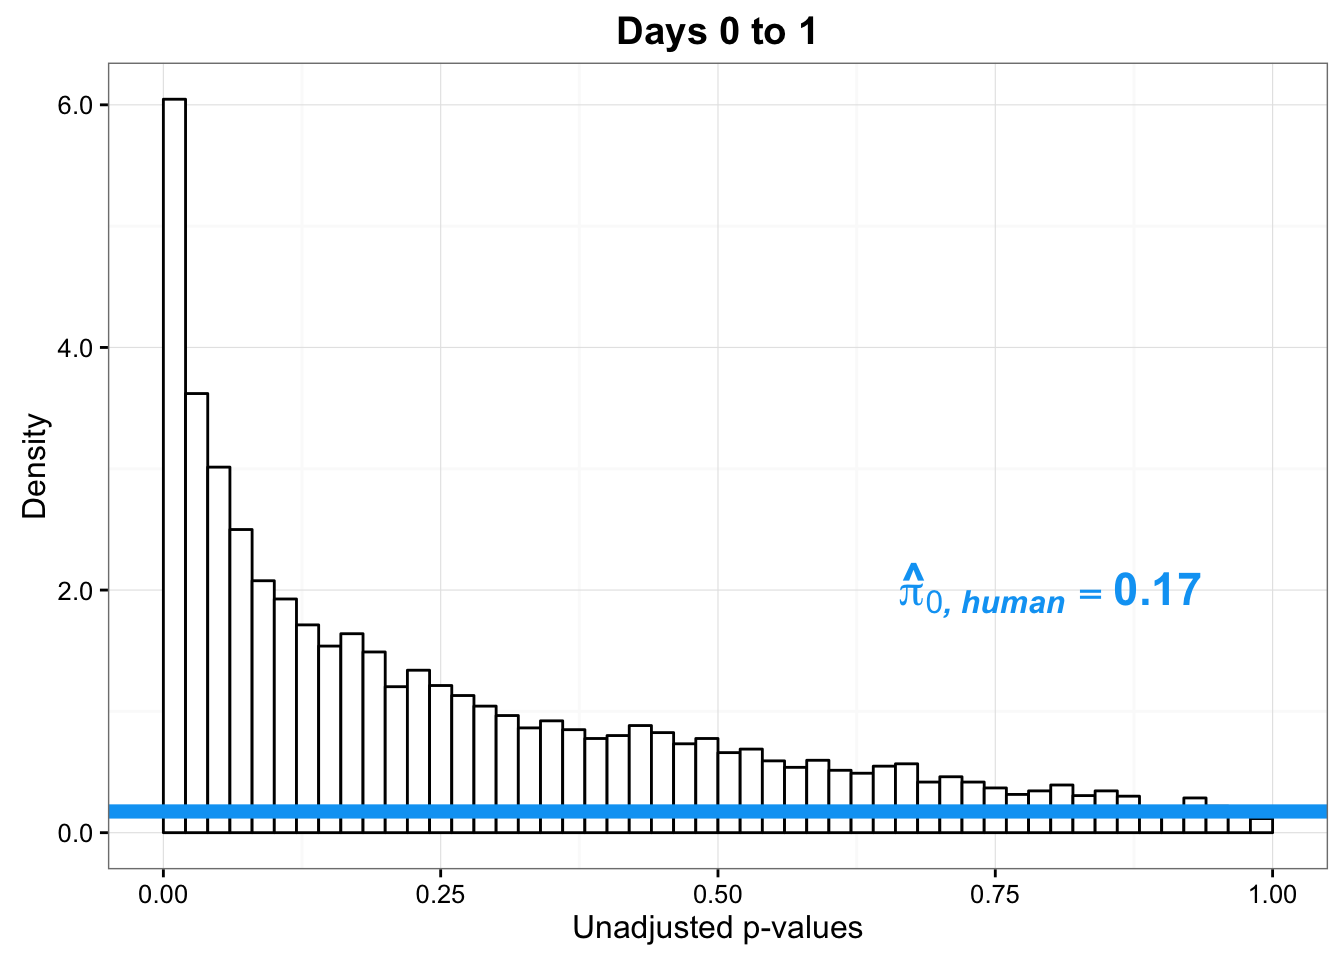 Days 0 to 1
6.0
4.0
2.0
0.0
Density
π̂0, human = 0.17
0.00 0.25 0.50 0.75 1.00
Unadjusted p-values